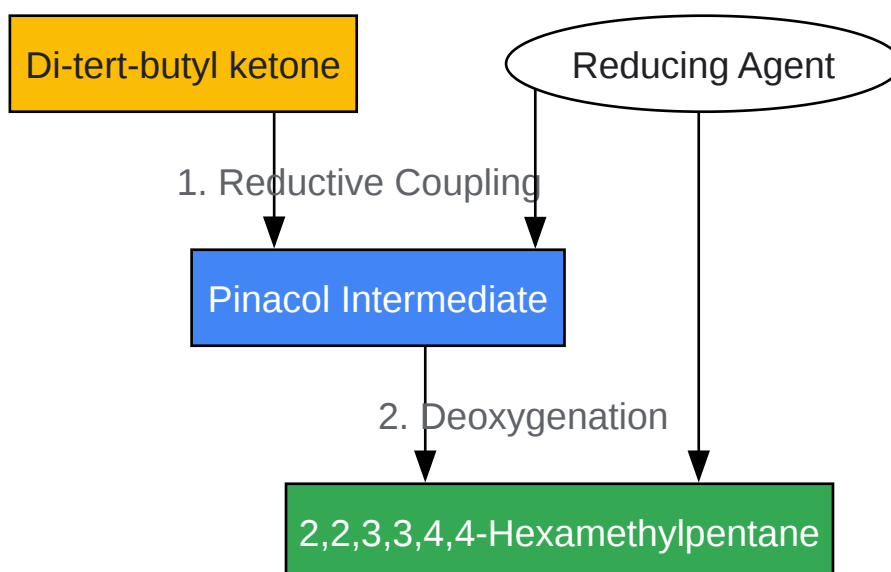 Di-tert-butyl ketone
Reducing Agent
1. Reductive Coupling
Pinacol Intermediate
2. Deoxygenation
2,2,3,3,4,4-Hexamethylpentane